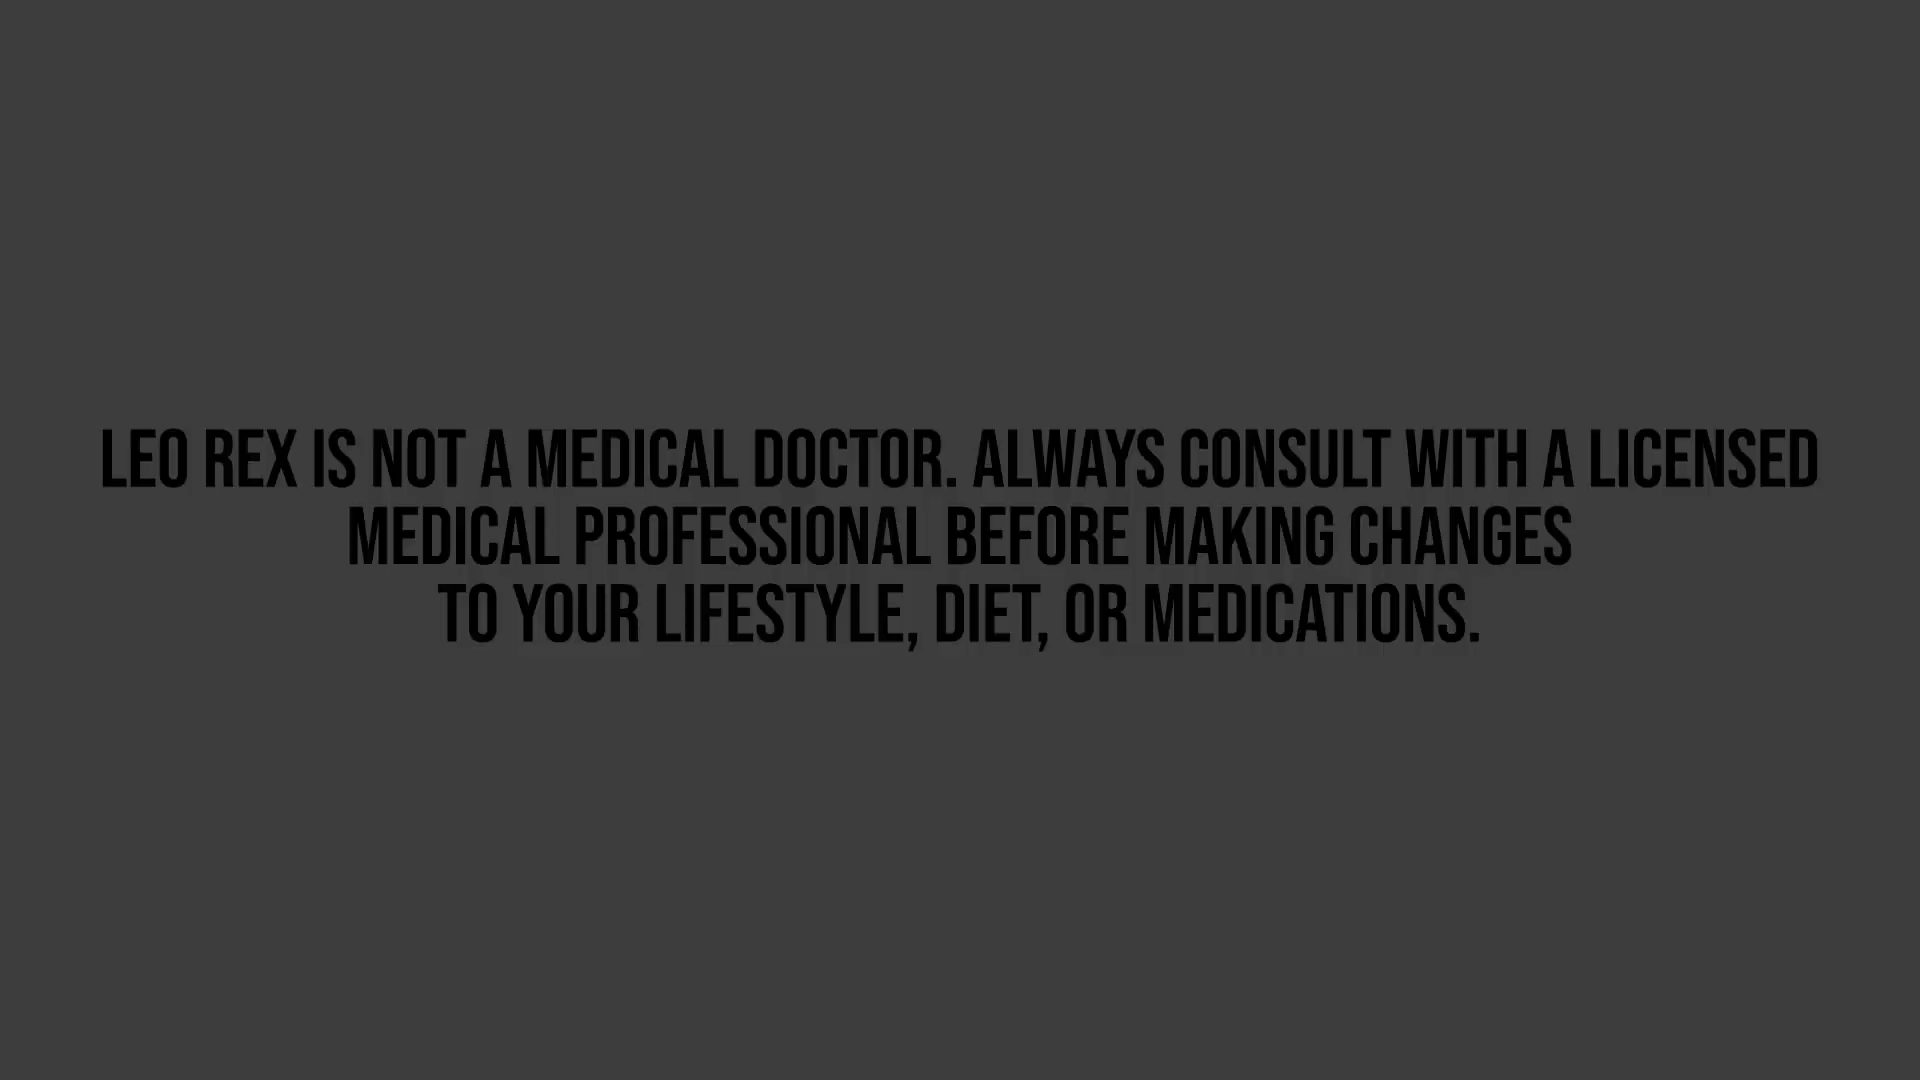 LEO REX IS NOT A MEDICAL DOCTOR. ALWAYS CONSULT WITH A LICENSED
MEDICAL PROFESSIONAL BEFORE MAKING CHANGES
TO YOUR LIFESTYLE, DIET, OR MEDICATIONS.